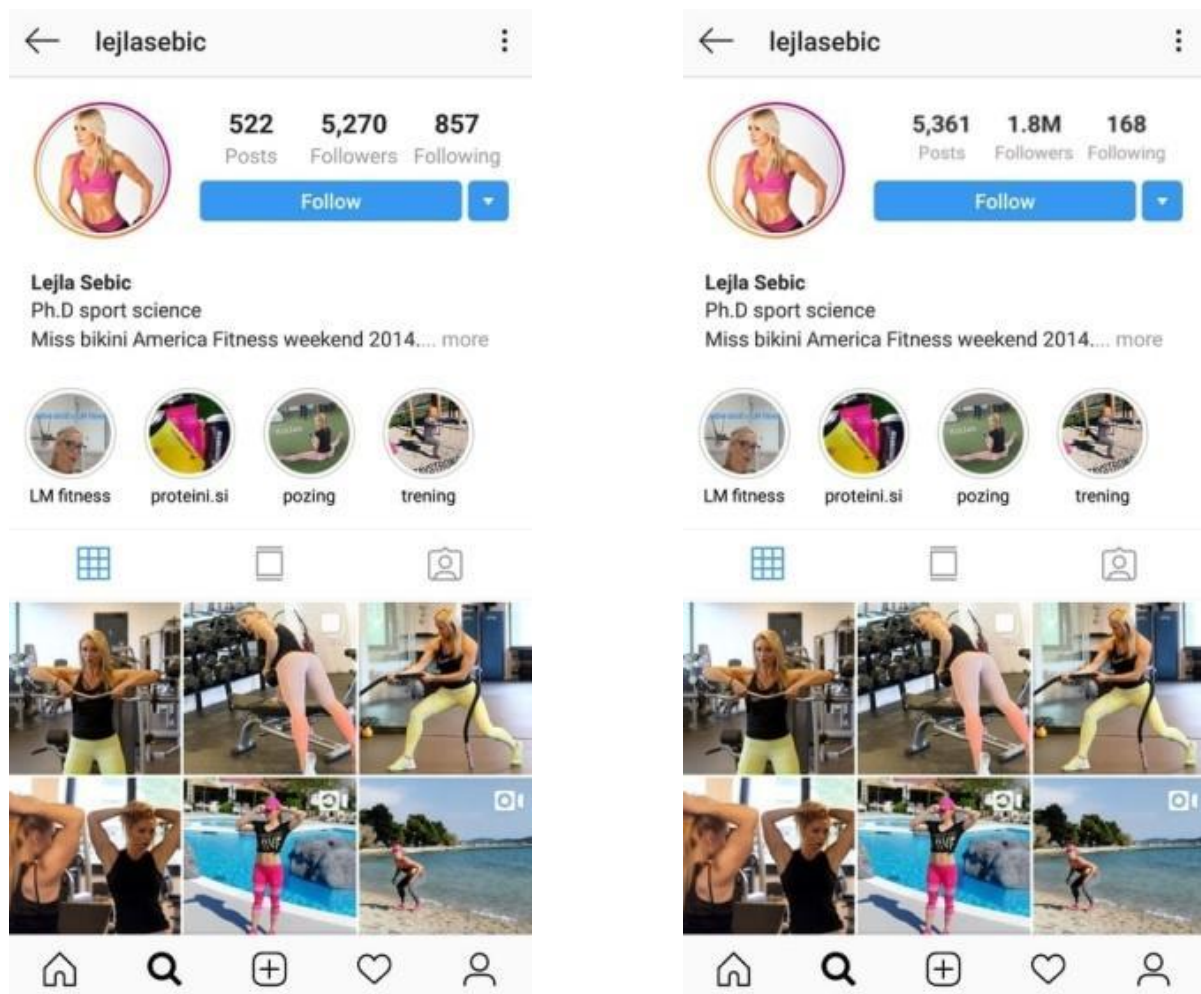 lejlasebic
522 5,270 857
Posts Followers Following
Follow
Lejla Sebic
Ph.D sport science
Miss bikini America Fitness weekend 2014.... more
LM fitness proteini.si pozing trening
lejlasebic
5,361 1.8M 168
Posts Followers Following
Follow
Lejla Sebic
Ph.D sport science
Miss bikini America Fitness weekend 2014.... more
LM fitness proteini.si pozing trening